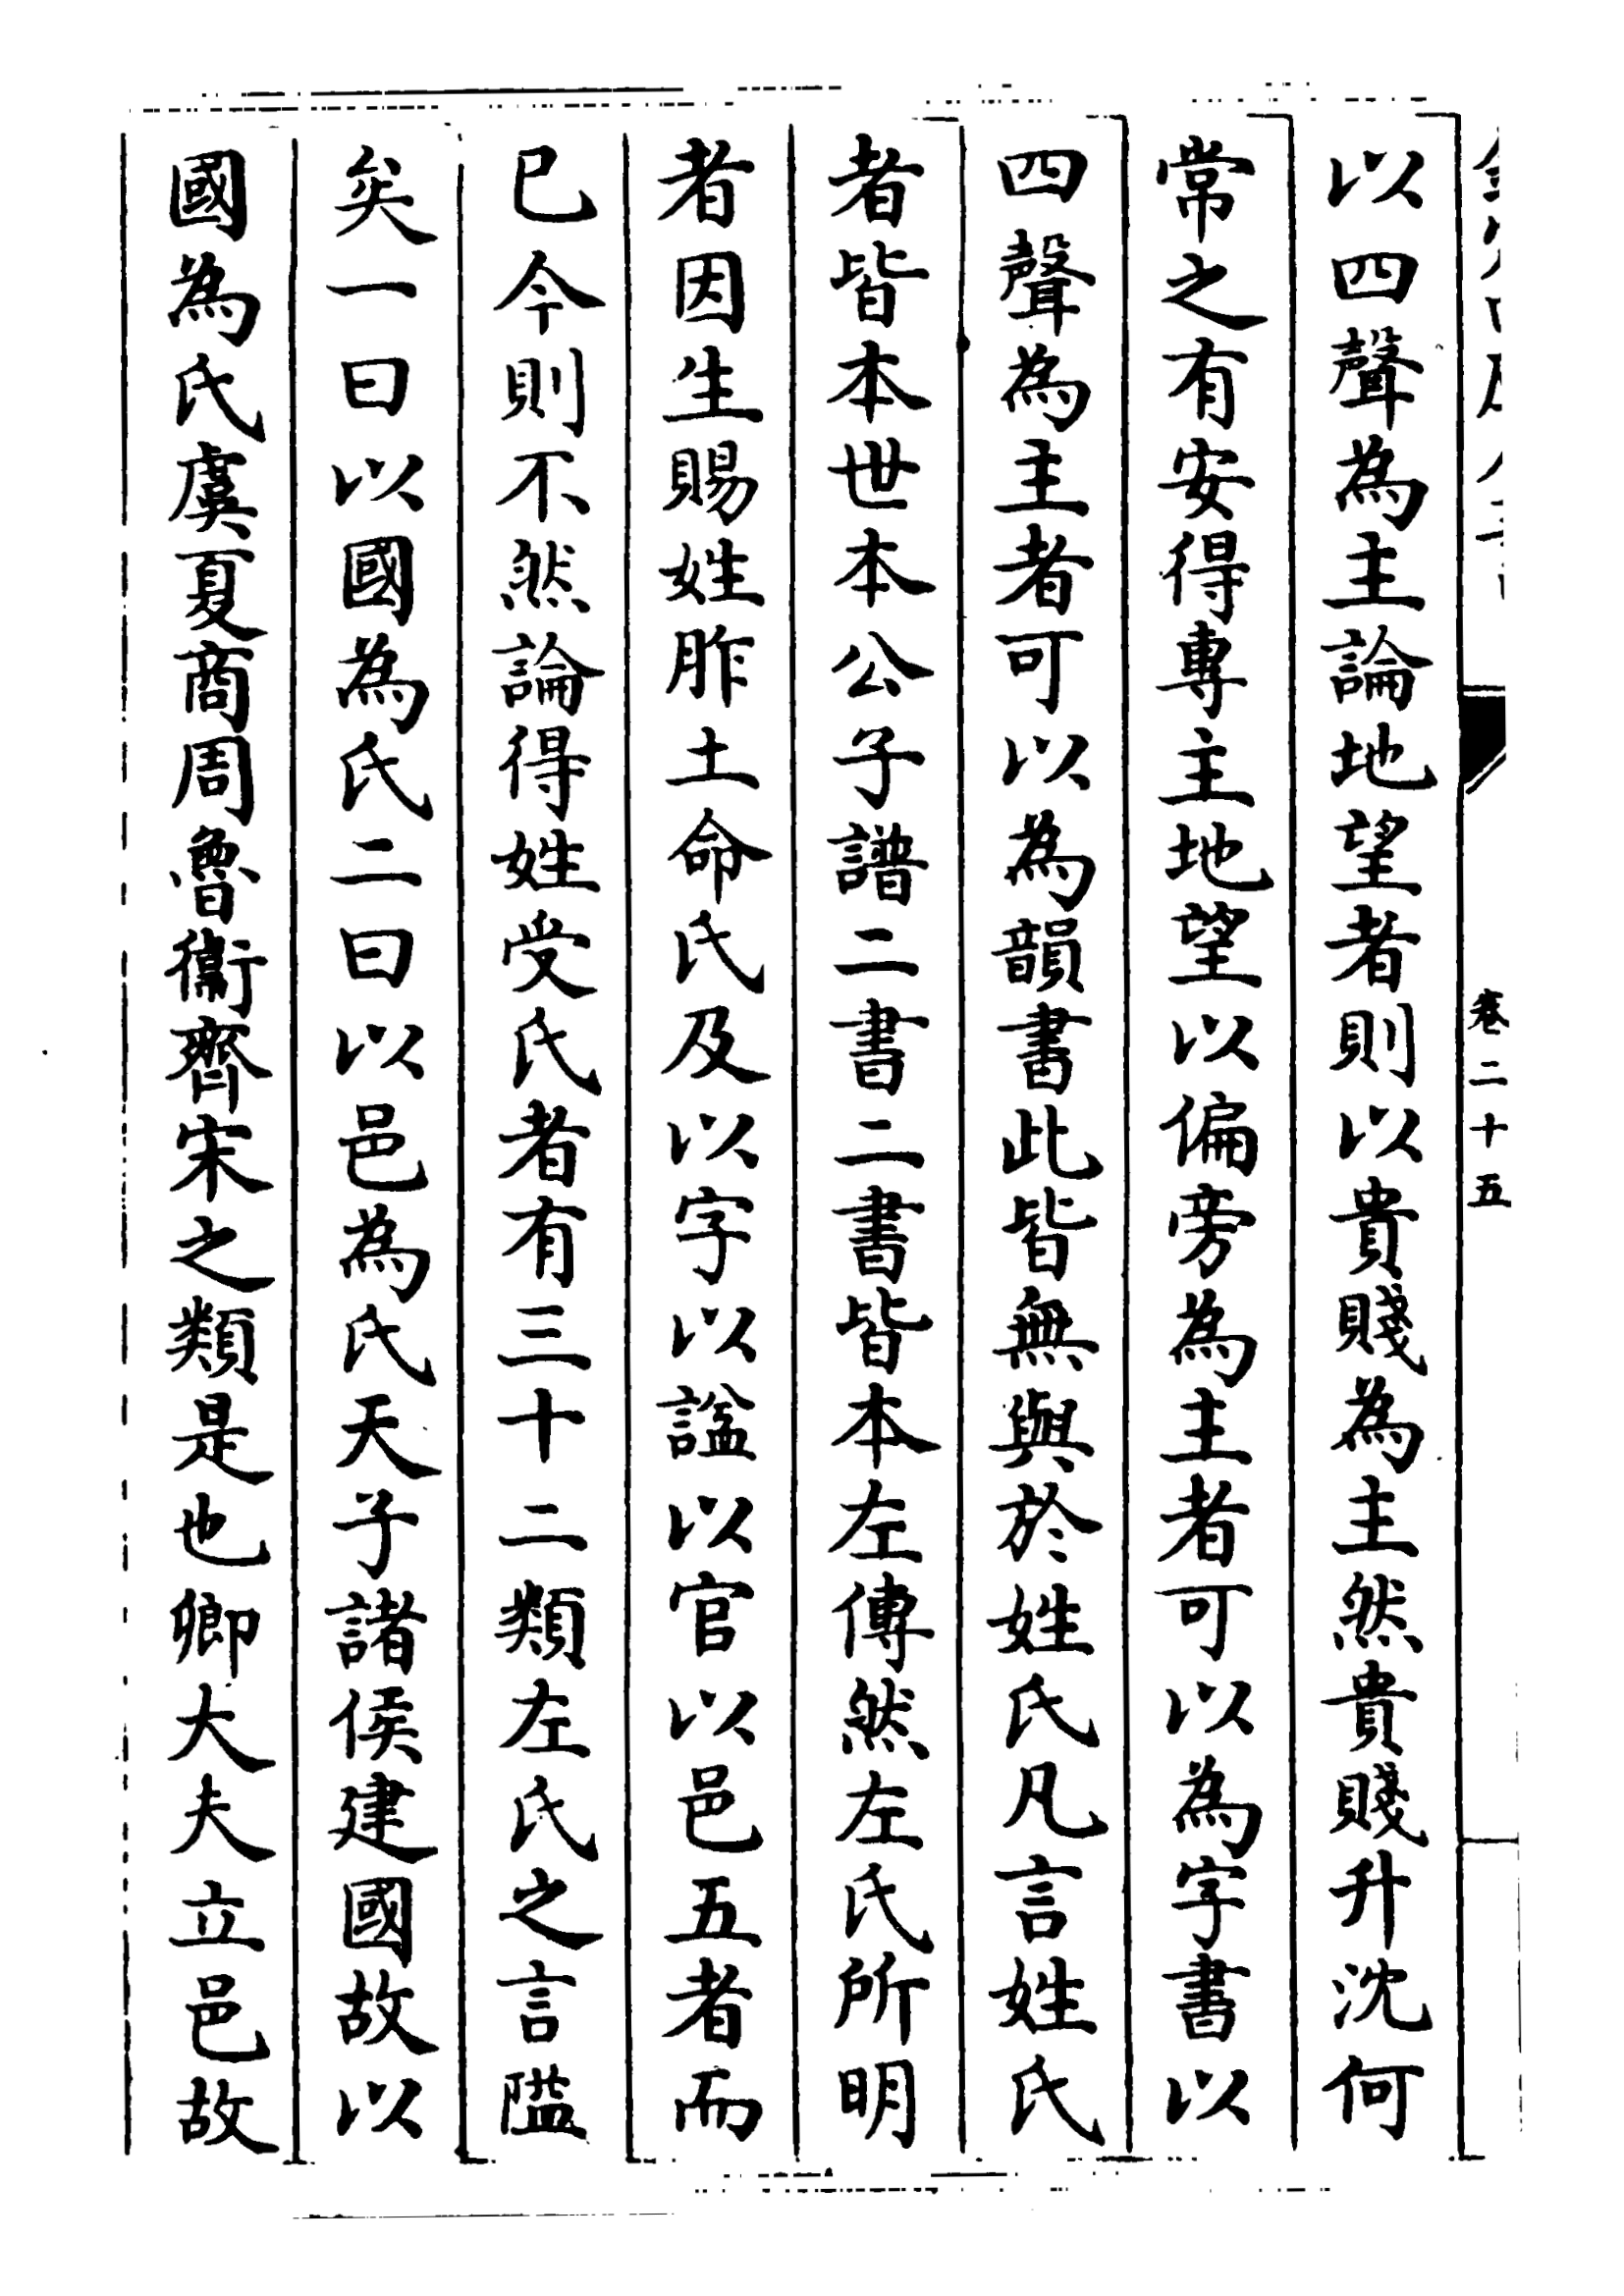 卷二十五
以四聲為主論地望者則以貴賤為主然貴賤升沈何
常之有安得專主地望以偏旁為主者可以為字書以
四聲為主者可以為韻書此皆無與於姓氏凡言姓氏
者皆本世本公子譜二書二書皆本左傳然左氏所明
者因生賜姓胙土命氏及以字以諡以官以邑五者而
已今則不然論得姓受氏者有三十二類左氏之言隘
矣一曰以國為氏二曰以邑為氏天子諸侯建國故以
國為氏虞夏商周魯衞齊宋之類是也卿大夫立邑故